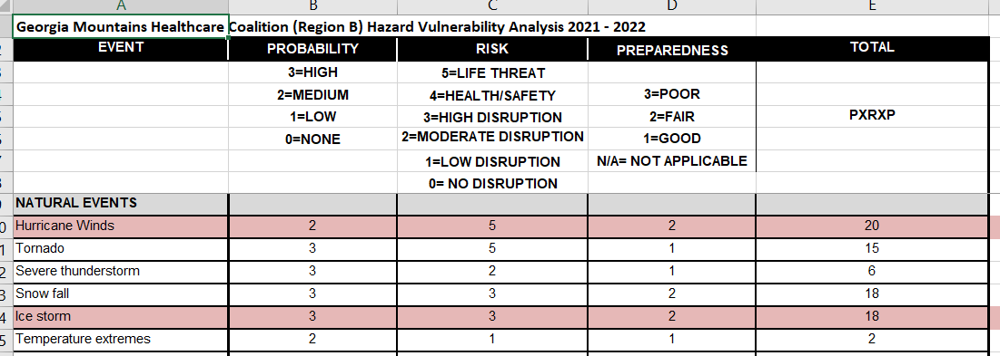 A B C D E
Georgia Mountains Healthcare Coalition (Region B) Hazard Vulnerability Analysis 2021 - 2022
EVENT PROBABILITY RISK PREPAREDNESS TOTAL
3=HIGH 5=LIFE THREAT
2=MEDIUM 4=HEALTH/SAFETY 3=POOR
1=LOW 3=HIGH DISRUPTION 2=FAIR PXRXP
0=NONE 2=MODERATE DISRUPTION 1=GOOD
1=LOW DISRUPTION N/A= NOT APPLICABLE
0= NO DISRUPTION
NATURAL EVENTS
Hurricane Winds 2 5 2 20
Tornado 3 5 1 15
Severe thunderstorm 3 2 1 6
Snow fall 3 3 2 18
Ice storm 3 3 2 18
Temperature extremes 2 1 1 2